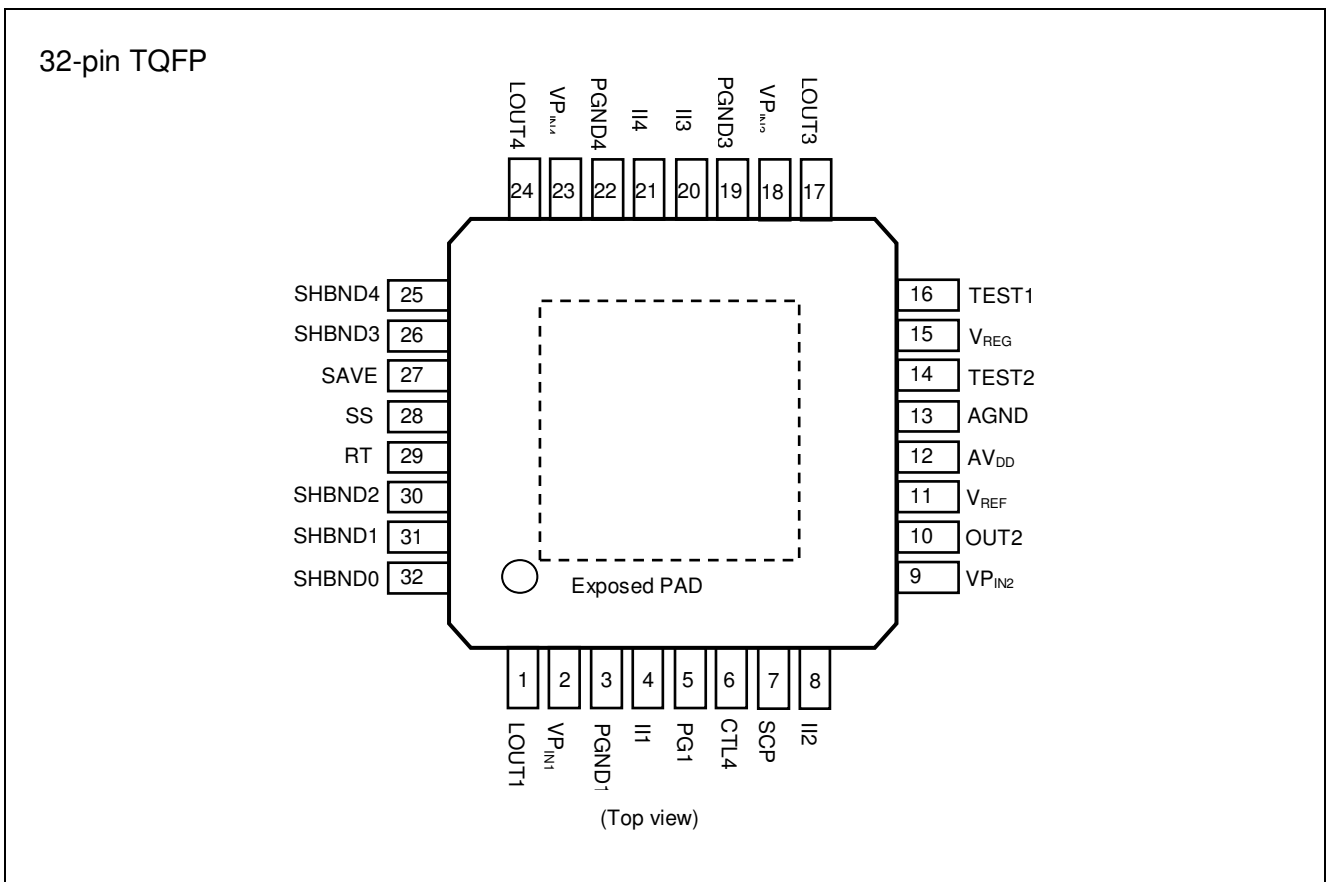 32-pin TQFP
LOUT4 VPIN4 PGND4 II4 II3 PGND3 VPIN3 LOUT3
24 23 22 21 20 19 18 17
SHBND4 25
SHBND3 26
SAVE 27
SS 28
RT 29
SHBND2 30
SHBND1 31
SHBND0 32
16 TEST1
15 VREG
14 TEST2
13 AGND
12 AVDD
11 VREF
10 OUT2
9 VPIN2
Exposed PAD
1 2 3 4 5 6 7 8
LOUT1 VPIN1 PGND1 II1 PG1 CTL4 SCP II2
(Top view)